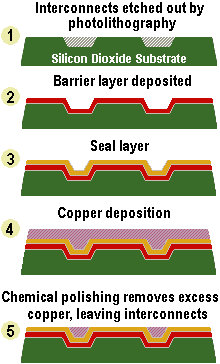 Interconnects etched out by
photolithography
1
Silicon Dioxide Substrate
Barrier layer deposited
2
Seal layer
3
Copper deposition
4
Chemical polishing removes excess
copper, leaving interconnects
5